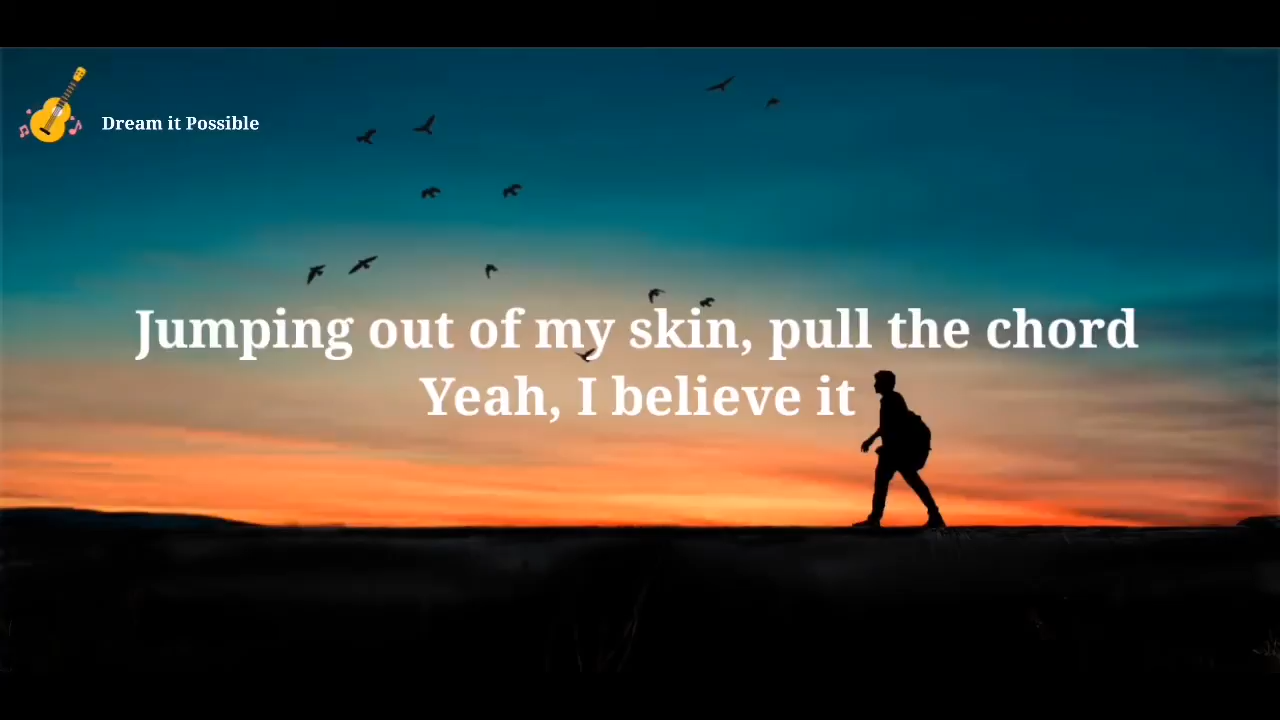 Dream it Possible
Jumping out of my skin, pull the chord
Yeah, I believe it